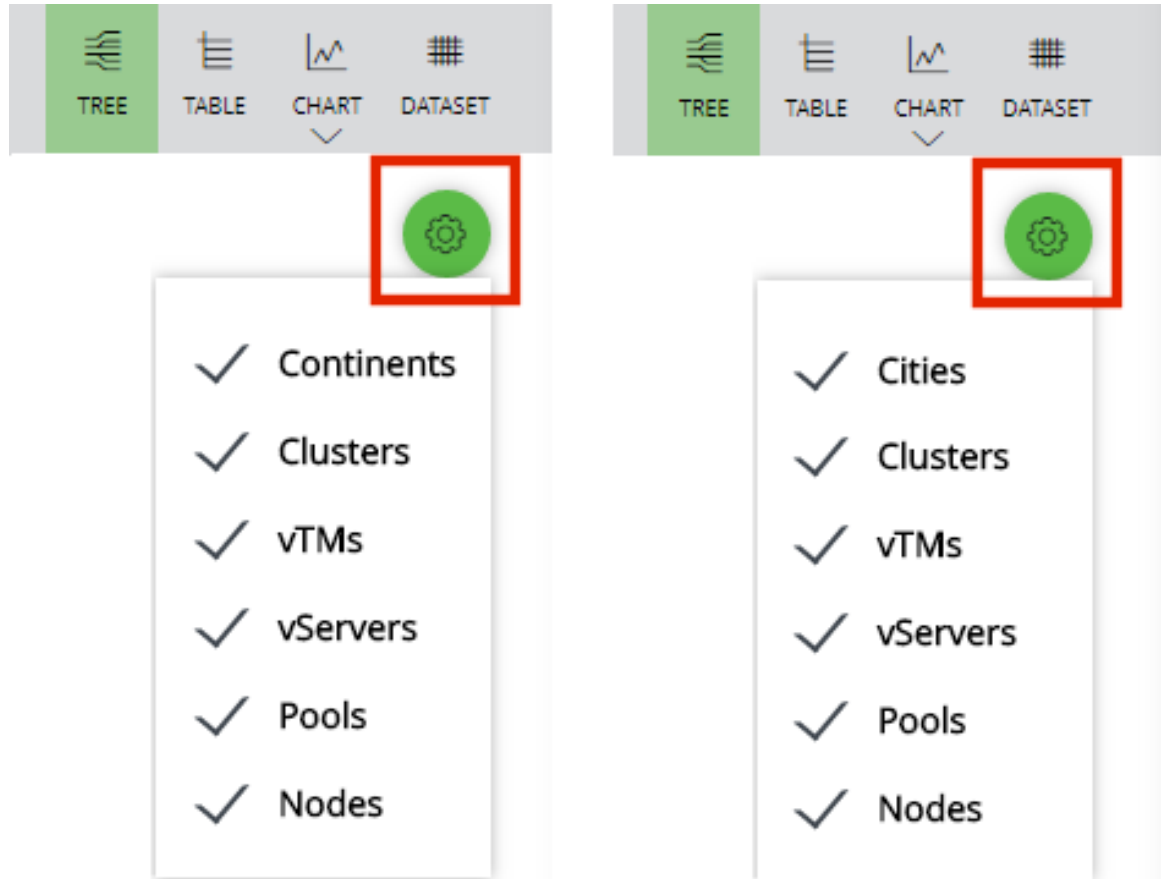 TREE TABLE CHART DATASET
Continents
Clusters
vTMs
vServers
Pools
Nodes
TREE TABLE CHART DATASET
Cities
Clusters
vTMs
vServers
Pools
Nodes